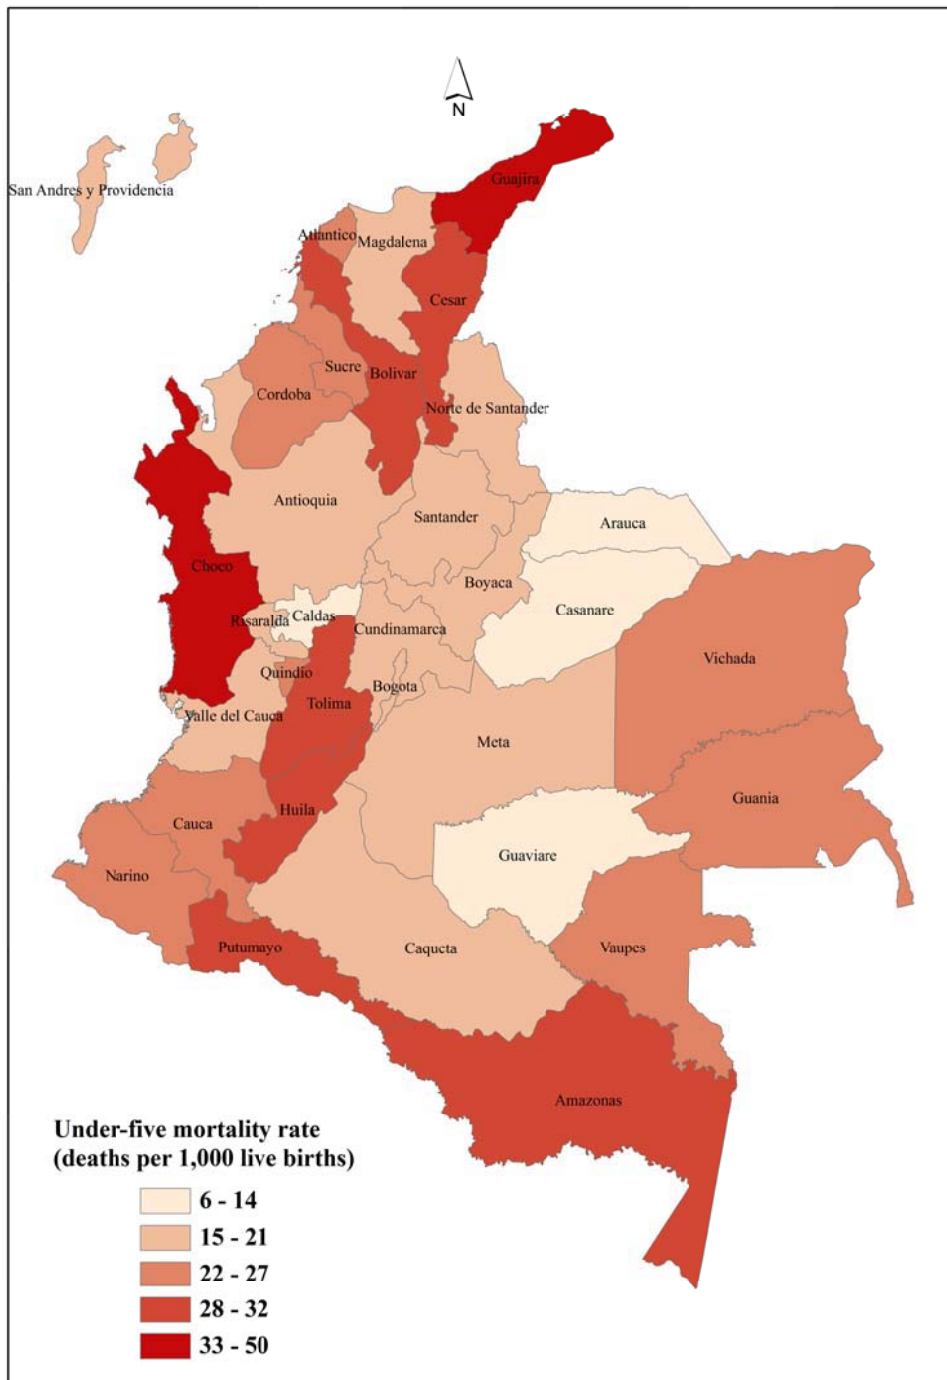 N
Guajira
San Andres y Providencia
Atlantico
Magdalena
Cesar
Sucre
Bolivar
Cordoba
Norte de Santander
Antioquia
Santander
Arauca
Choco
Boyaca
Casanare
Caldas
Risaralda
Cundinamarca
Vichada
Quindio
Bogota
Tolima
Valle del Cauca
Meta
Guania
Huila
Cauca
Guaviare
Narino
Putumayo
Caqueta
Vaupes
Amazonas
Under-five mortality rate
(deaths per 1,000 live births)
6 - 14
15 - 21
22 - 27
28 - 32
33 - 50